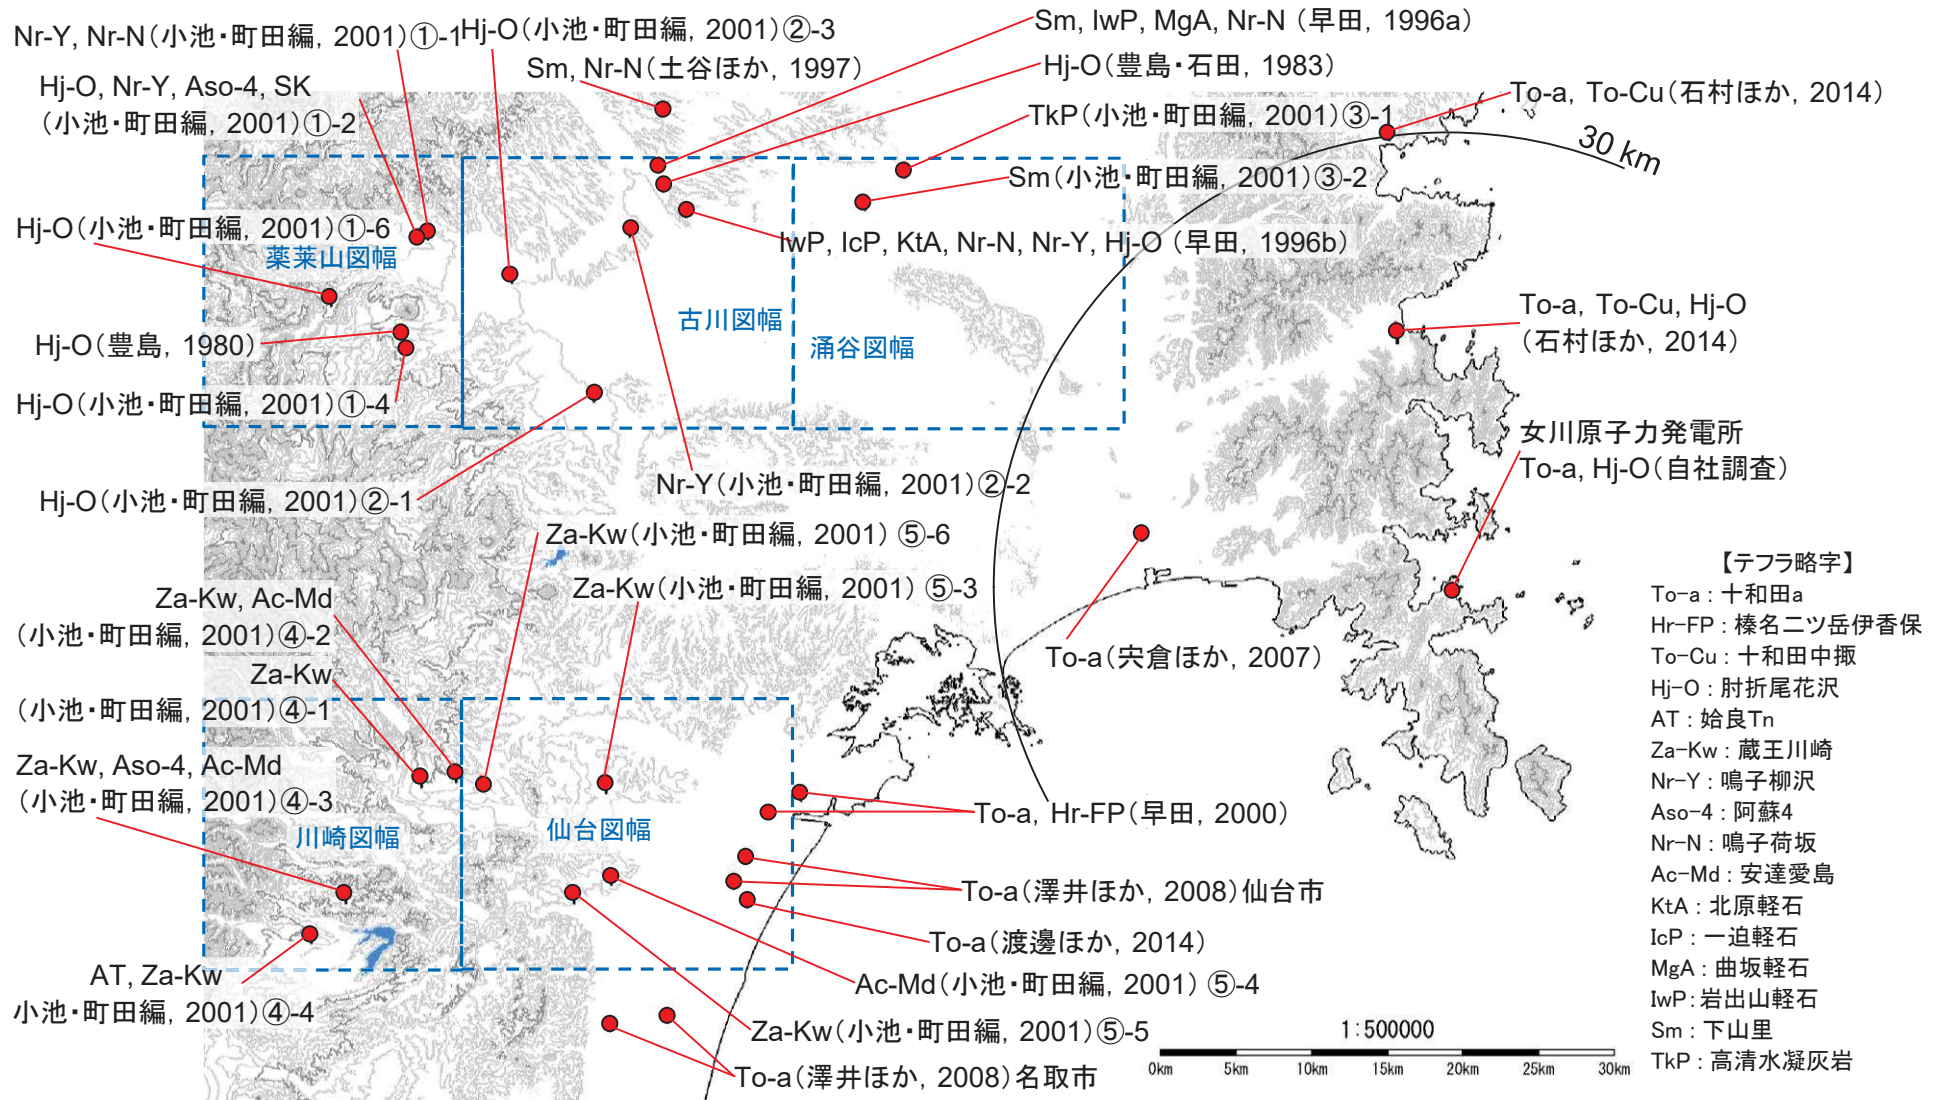 Nr-Y, Nr-N(小池・町田編, 2001)①-1
Hj-O(小池・町田編, 2001)②-3
Sm, IwP, MgA, Nr-N (早田, 1996a)
Sm, Nr-N(土谷ほか, 1997)
Hj-O(豊島・石田, 1983)
Hj-O, Nr-Y, Aso-4, SK
(小池・町田編, 2001)①-2
TkP(小池・町田編, 2001)③-1
To-a, To-Cu(石村ほか, 2014)
30 km
Sm(小池・町田編, 2001)③-2
Hj-O(小池・町田編, 2001)①-6
薬莱山図幅
IwP, IcP, KtA, Nr-N, Nr-Y, Hj-O (早田, 1996b)
古川図幅
涌谷図幅
To-a, To-Cu, Hj-O
(石村ほか, 2014)
Hj-O(豊島, 1980)
Hj-O(小池・町田編, 2001)①-4
女川原子力発電所
To-a, Hj-O(自社調査)
Hj-O(小池・町田編, 2001)②-1
Nr-Y(小池・町田編, 2001)②-2
Za-Kw(小池・町田編, 2001) ⑤-6
Za-Kw(小池・町田編, 2001) ⑤-3
Za-Kw, Ac-Md
(小池・町田編, 2001)④-2
To-a(宍倉ほか, 2007)
Za-Kw
(小池・町田編, 2001)④-1
Za-Kw, Aso-4, Ac-Md
(小池・町田編, 2001)④-3
川崎図幅
仙台図幅
To-a, Hr-FP(早田, 2000)
To-a(澤井ほか, 2008)仙台市
To-a(渡邊ほか, 2014)
AT, Za-Kw
小池・町田編, 2001)④-4
Ac-Md(小池・町田編, 2001) ⑤-4
Za-Kw(小池・町田編, 2001)⑤-5
To-a(澤井ほか, 2008)名取市
【テフラ略字】
To-a : 十和田a
Hr-FP : 榛名二ツ岳伊香保
To-Cu : 十和田中掫
Hj-O : 肘折尾花沢
AT : 姶良Tn
Za-Kw : 蔵王川崎
Nr-Y : 鳴子柳沢
Aso-4 : 阿蘇4
Nr-N : 鳴子荷坂
Ac-Md : 安達愛島
KtA : 北原軽石
IcP : 一迫軽石
MgA : 曲坂軽石
IwP : 岩出山軽石
Sm : 下山里
TkP : 高清水凝灰岩
1:500000
0km 5km 10km 15km 20km 25km 30km